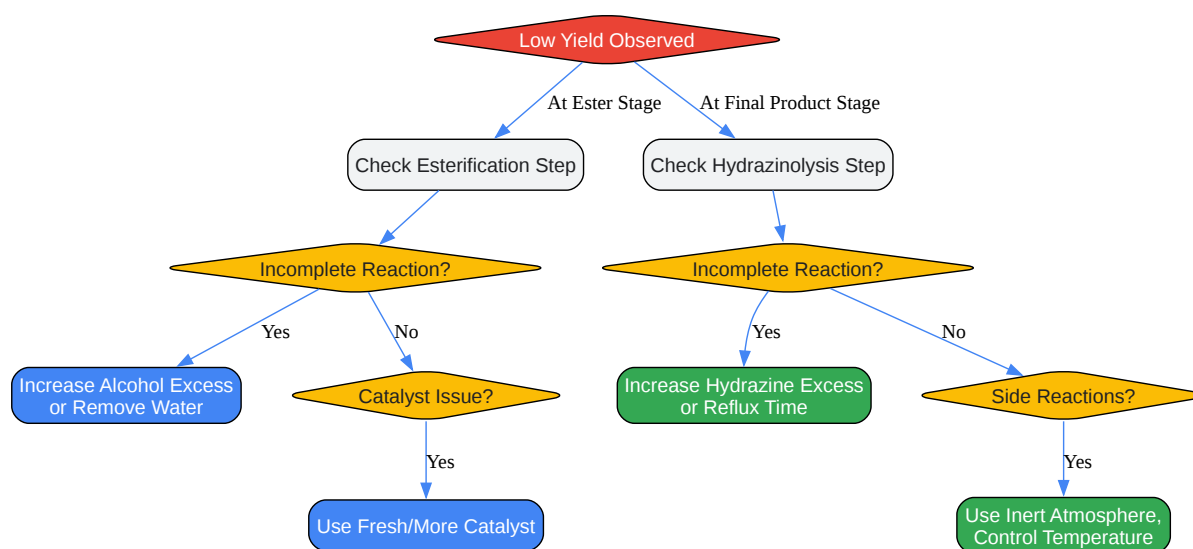 Low Yield Observed
At Ester Stage
At Final Product Stage
Check Esterification Step
Check Hydrazinolysis Step
Incomplete Reaction?
Incomplete Reaction?
Yes
No
Yes
No
Increase Alcohol Excess
or Remove Water
Catalyst Issue?
Increase Hydrazine Excess
or Reflux Time
Side Reactions?
Yes
Yes
Use Fresh/More Catalyst
Use Inert Atmosphere,
Control Temperature